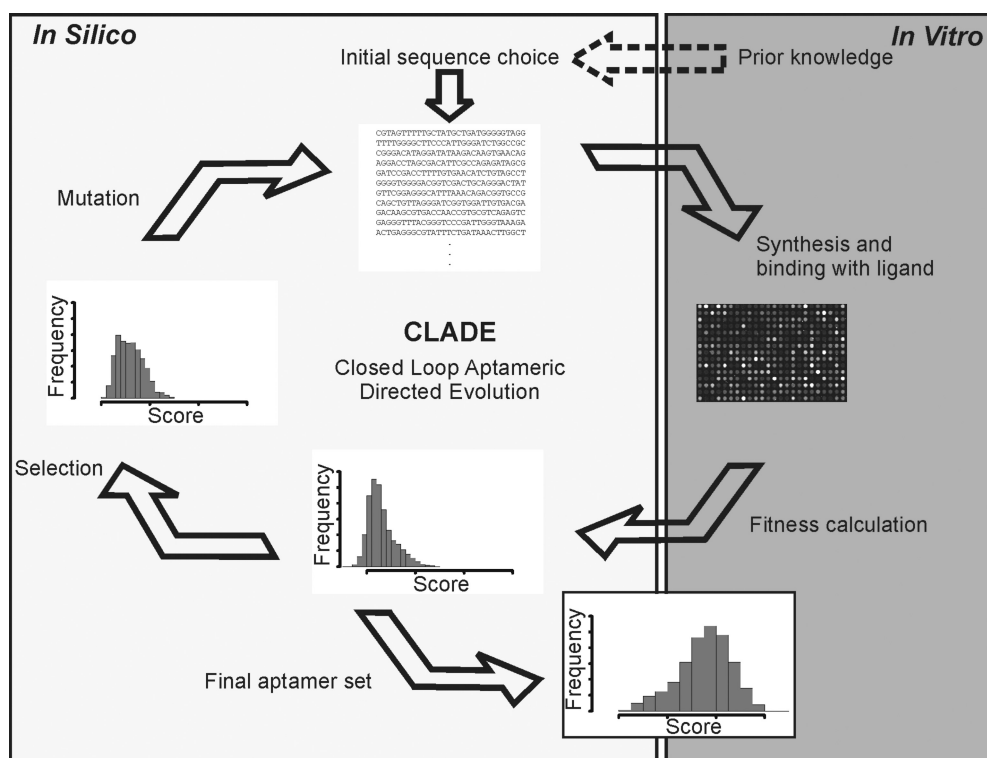 In Silico
In Vitro
Initial sequence choice
Prior knowledge
CGTAGTTTTTGCTATGCTGATGGGGGTAGG
TTTTGGGGCTTCCCATTGGGATCTGGCCGC
CGGGACATAGGATATAAGACAAGTGAACAG
AGGACCTAGCGACATTCGCCAGAGATAGCG
GATCCGACCTTTTGTGAACATCTGTAGCCT
GGGGTGGGGACGGTCGACTGCAGGGACTAT
GTTCGGAGGGCATTTAAACAGACGGTGCCG
CAGCTGTTAGGGATCGGTGGATTGTGACGA
GACAAGCGTGACCAACCGTGCGTCAGAGTC
GAGGGTTTACGGGTCCCGATTGGGTAAAGA
ACTGAGGGCGTATTTCTGATAAACTTGGCT
.
.
.
Mutation
Synthesis and
binding with ligand
CLADE
Closed Loop Aptameric
Directed Evolution
Frequency
Score
Selection
Frequency
Score
Fitness calculation
Final aptamer set
Frequency
Score